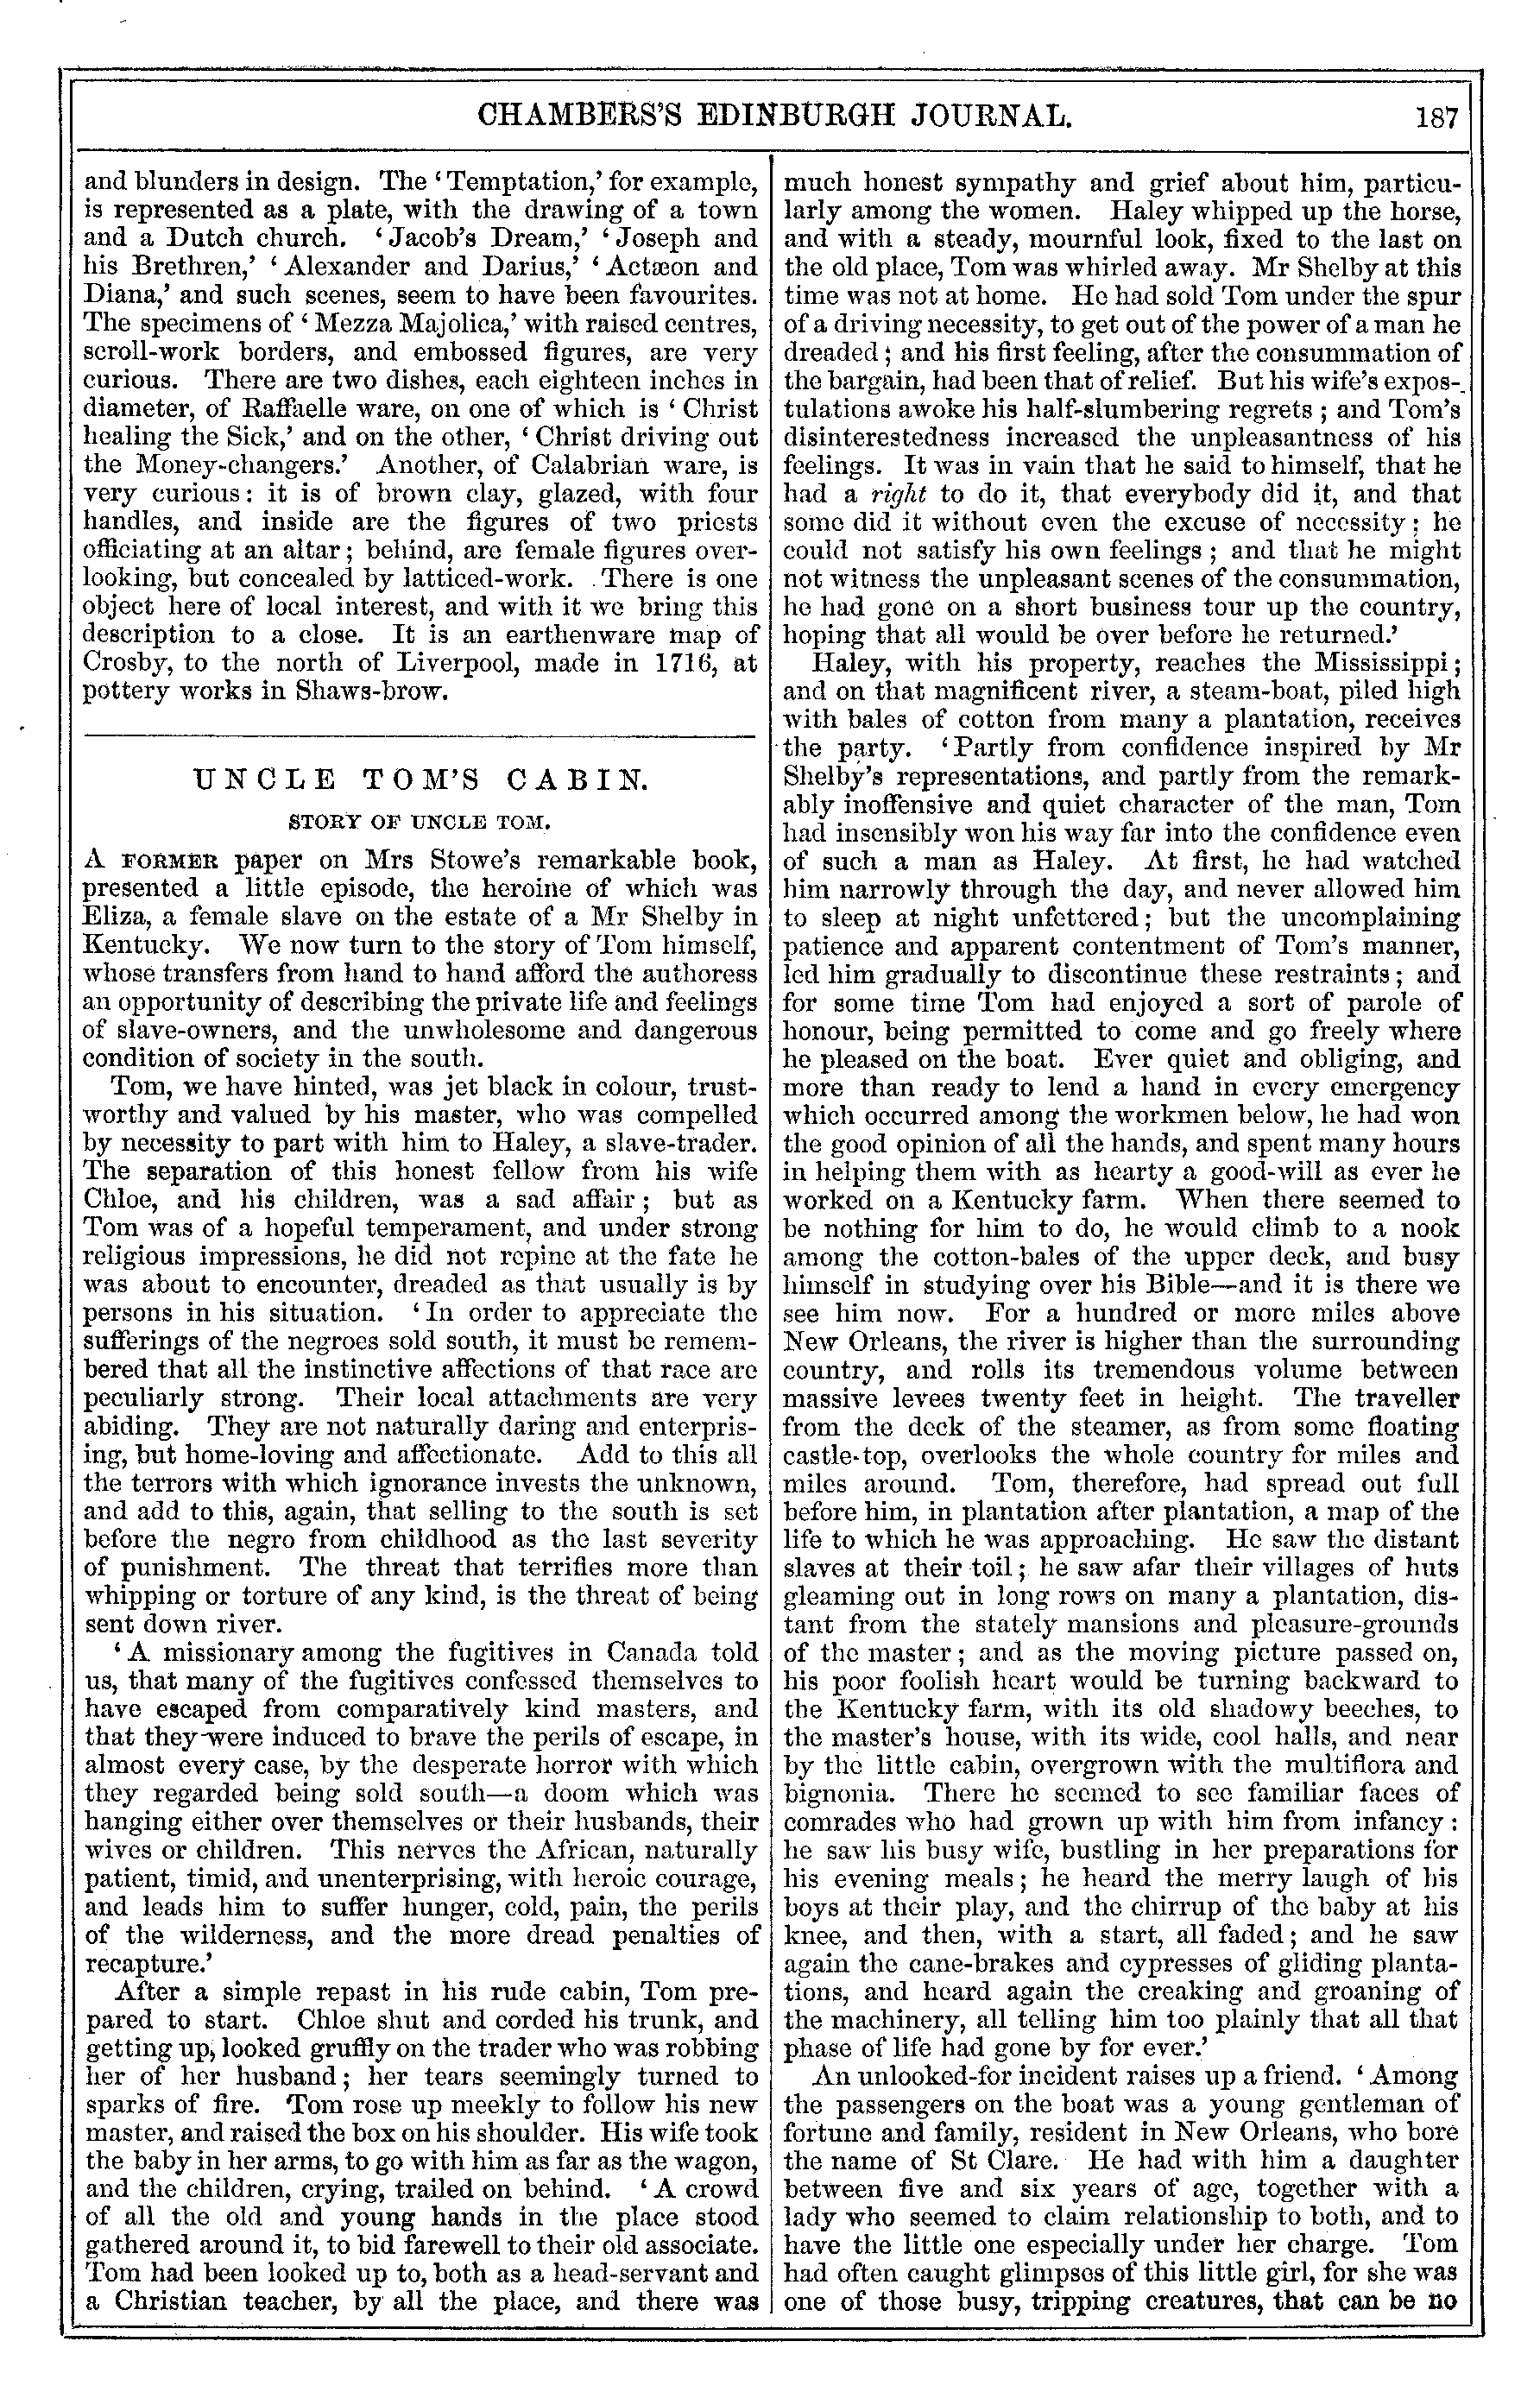 CHAMBERS'S EDINBURGH JOURNAL. 187
and blunders in design. The ‘Temptation,’ for example,
is represented as a plate, with the drawing of a town
and a Dutch church. ‘Jacob's Dream,’ ‘Joseph and
his Brethren,’ ‘Alexander and Darius,’ ‘Actæon and
Diana,’ and such scenes, seem to have been favourites.
The specimens of ‘Mezza Majolica,’ with raised centres,
scroll-work borders, and embossed figures, are very
curious. There are two dishes, each eighteen inches in
diameter, of Raffaelle ware, on one of which is ‘Christ
healing the Sick,’ and on the other, ‘Christ driving out
the Money-changers.’ Another, of Calabrian ware, is
very curious: it is of brown clay, glazed, with four
handles, and inside are the figures of two priests
officiating at an altar; behind, are female figures over-
looking, but concealed by latticed-work. There is one
object here of local interest, and with it we bring this
description to a close. It is an earthenware map of
Crosby, to the north of Liverpool, made in 1716, at
pottery works in Shaws-brow.
UNCLE TOM'S CABIN.
STORY OF UNCLE TOM.
A FORMER paper on Mrs Stowe's remarkable book,
presented a little episode, the heroine of which was
Eliza, a female slave on the estate of a Mr Shelby in
Kentucky. We now turn to the story of Tom himself,
whose transfers from hand to hand afford the authoress
an opportunity of describing the private life and feelings
of slave-owners, and the unwholesome and dangerous
condition of society in the south.
Tom, we have hinted, was jet black in colour, trust-
worthy and valued by his master, who was compelled
by necessity to part with him to Haley, a slave-trader.
The separation of this honest fellow from his wife
Chloe, and his children, was a sad affair; but as
Tom was of a hopeful temperament, and under strong
religious impressions, he did not repine at the fate he
was about to encounter, dreaded as that usually is by
persons in his situation. ‘In order to appreciate the
sufferings of the negroes sold south, it must be remem-
bered that all the instinctive affections of that race are
peculiarly strong. Their local attachments are very
abiding. They are not naturally daring and enterpris-
ing, but home-loving and affectionate. Add to this all
the terrors with which ignorance invests the unknown,
and add to this, again, that selling to the south is set
before the negro from childhood as the last severity
of punishment. The threat that terrifies more than
whipping or torture of any kind, is the threat of being
sent down river.
‘A missionary among the fugitives in Canada told
us, that many of the fugitives confessed themselves to
have escaped from comparatively kind masters, and
that they were induced to brave the perils of escape, in
almost every case, by the desperate horror with which
they regarded being sold south—a doom which was
hanging either over themselves or their husbands, their
wives or children. This nerves the African, naturally
patient, timid, and unenterprising, with heroic courage,
and leads him to suffer hunger, cold, pain, the perils
of the wilderness, and the more dread penalties of
recapture.’
After a simple repast in his rude cabin, Tom pre-
pared to start. Chloe shut and corded his trunk, and
getting up, looked gruffly on the trader who was robbing
her of her husband; her tears seemingly turned to
sparks of fire. Tom rose up meekly to follow his new
master, and raised the box on his shoulder. His wife took
the baby in her arms, to go with him as far as the wagon,
and the children, crying, trailed on behind. ‘A crowd
of all the old and young hands in the place stood
gathered around it, to bid farewell to their old associate.
Tom had been looked up to, both as a head-servant and
a Christian teacher, by all the place, and there was
much honest sympathy and grief about him, particu-
larly among the women. Haley whipped up the horse,
and with a steady, mournful look, fixed to the last on
the old place, Tom was whirled away. Mr Shelby at this
time was not at home. He had sold Tom under the spur
of a driving necessity, to get out of the power of a man he
dreaded; and his first feeling, after the consummation of
the bargain, had been that of relief. But his wife's expos-
tulations awoke his half-slumbering regrets; and Tom's
disinterestedness increased the unpleasantness of his
feelings. It was in vain that he said to himself, that he
had a right to do it, that everybody did it, and that
some did it without even the excuse of necessity; he
could not satisfy his own feelings; and that he might
not witness the unpleasant scenes of the consummation,
he had gone on a short business tour up the country,
hoping that all would be over before he returned.’
Haley, with his property, reaches the Mississippi;
and on that magnificent river, a steam-boat, piled high
with bales of cotton from many a plantation, receives
the party. ‘Partly from confidence inspired by Mr
Shelby's representations, and partly from the remark-
ably inoffensive and quiet character of the man, Tom
had insensibly won his way far into the confidence even
of such a man as Haley. At first, he had watched
him narrowly through the day, and never allowed him
to sleep at night unfettered; but the uncomplaining
patience and apparent contentment of Tom's manner,
led him gradually to discontinue these restraints; and
for some time Tom had enjoyed a sort of parole of
honour, being permitted to come and go freely where
he pleased on the boat. Ever quiet and obliging, and
more than ready to lend a hand in every emergency
which occurred among the workmen below, he had won
the good opinion of all the hands, and spent many hours
in helping them with as hearty a good-will as ever he
worked on a Kentucky farm. When there seemed to
be nothing for him to do, he would climb to a nook
among the cotton-bales of the upper deck, and busy
himself in studying over his Bible—and it is there we
see him now. For a hundred or more miles above
New Orleans, the river is higher than the surrounding
country, and rolls its tremendous volume between
massive levees twenty feet in height. The traveller
from the deck of the steamer, as from some floating
castle-top, overlooks the whole country for miles and
miles around. Tom, therefore, had spread out full
before him, in plantation after plantation, a map of the
life to which he was approaching. He saw the distant
slaves at their toil; he saw afar their villages of huts
gleaming out in long rows on many a plantation, dis-
tant from the stately mansions and pleasure-grounds
of the master; and as the moving picture passed on,
his poor foolish heart would be turning backward to
the Kentucky farm, with its old shadowy beeches, to
the master's house, with its wide, cool halls, and near
by the little cabin, overgrown with the multiflora and
bignonia. There he seemed to see familiar faces of
comrades who had grown up with him from infancy:
he saw his busy wife, bustling in her preparations for
his evening meals; he heard the merry laugh of his
boys at their play, and the chirrup of the baby at his
knee, and then, with a start, all faded; and he saw
again the cane-brakes and cypresses of gliding planta-
tions, and heard again the creaking and groaning of
the machinery, all telling him too plainly that all that
phase of life had gone by for ever.’
An unlooked-for incident raises up a friend. ‘Among
the passengers on the boat was a young gentleman of
fortune and family, resident in New Orleans, who bore
the name of St Clare. He had with him a daughter
between five and six years of age, together with a
lady who seemed to claim relationship to both, and to
have the little one especially under her charge. Tom
had often caught glimpses of this little girl, for she was
one of those busy, tripping creatures, that can be no